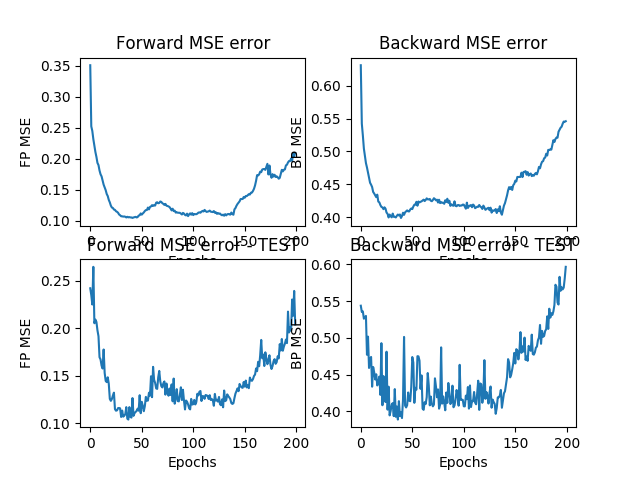 Forward MSE error
Backward MSE error
FP MSE
0.35
0.30
0.25
0.20
0.15
0.10
0 50 100 150 200
Epochs
BP MSE
0.60
0.55
0.50
0.45
0.40
0 50 100 150 200
Epochs
Forward MSE error - TEST
Backward MSE error - TEST
FP MSE
0.25
0.20
0.15
0.10
0 50 100 150 200
Epochs
BP MSE
0.60
0.55
0.50
0.45
0.40
0 50 100 150 200
Epochs